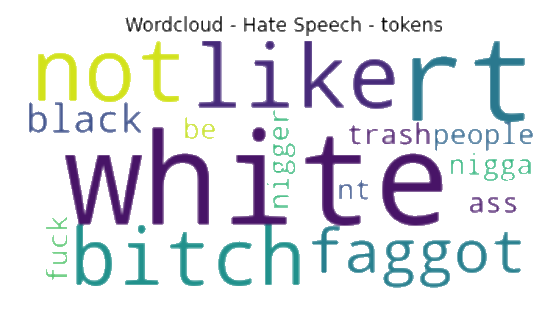 Wordcloud - Hate Speech - tokens
not like rt
black be nigger trash people
white nt nigga
ass
fuck bitch faggot